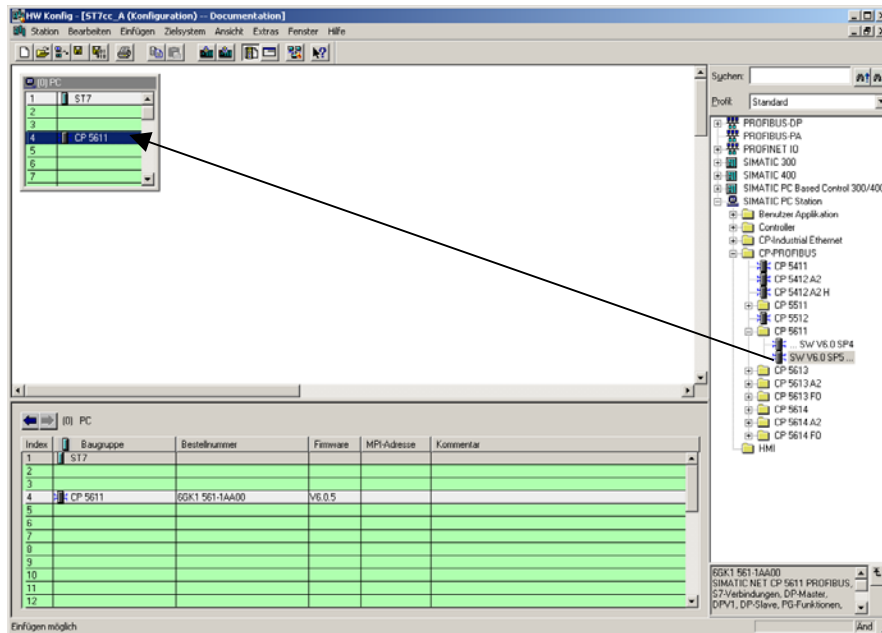 HW Konfig - [ST7cc_A (Konfiguration) -- Documentation]
Station Bearbeiten Einfügen Zielsystem Ansicht Extras Fenster Hilfe
(0) PC
1 ST7
2
3
4 CP 5611
5
6
7
Suchen:
Profil: Standard
PROFIBUS-DP
PROFIBUS-PA
PROFINET IO
SIMATIC 300
SIMATIC 400
SIMATIC PC Based Control 300/400
SIMATIC PC Station
Benutzer Applikation
Controller
CP-Industrial Ethernet
CP-PROFIBUS
CP 5411
CP 5412 A2
CP 5412 A2 H
CP 5511
CP 5512
CP 5611
... SW V6.0 SP4
SW V6.0 SP5 ...
CP 5613
CP 5613 A2
CP 5613 FO
CP 5614
CP 5614 A2
CP 5614 FO
HMI
(0) PC
Index Baugruppe Bestellnummer Firmware MPI-Adresse Kommentar
1 ST7
2
3
4 CP 5611 6GK1 561-1AA00 V6.0.5
5
6
7
8
9
10
11
12
6GK1 561-1AA00
SIMATIC NET CP 5611 PROFIBUS,
S7-Verbindungen, DP-Master,
DPV1, DP-Slave, PG-Funktionen,
Einfügen möglich
Änd